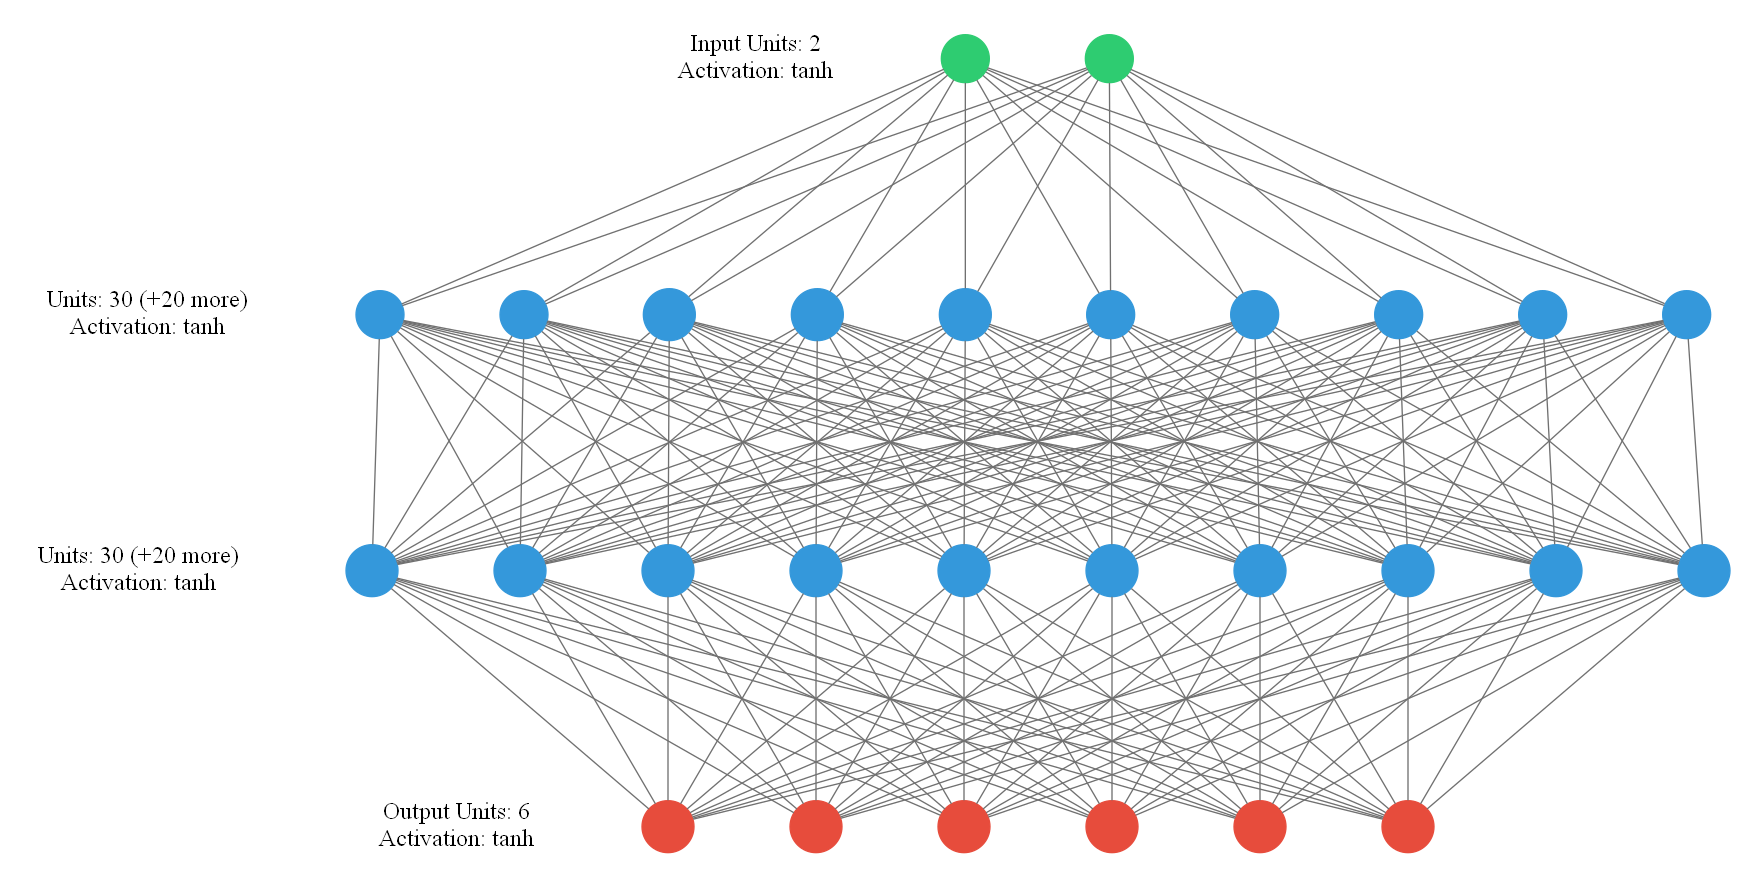 Input Units: 2
Activation: tanh
Units: 30 (+20 more)
Activation: tanh
Units: 30 (+20 more)
Activation: tanh
Output Units: 6
Activation: tanh